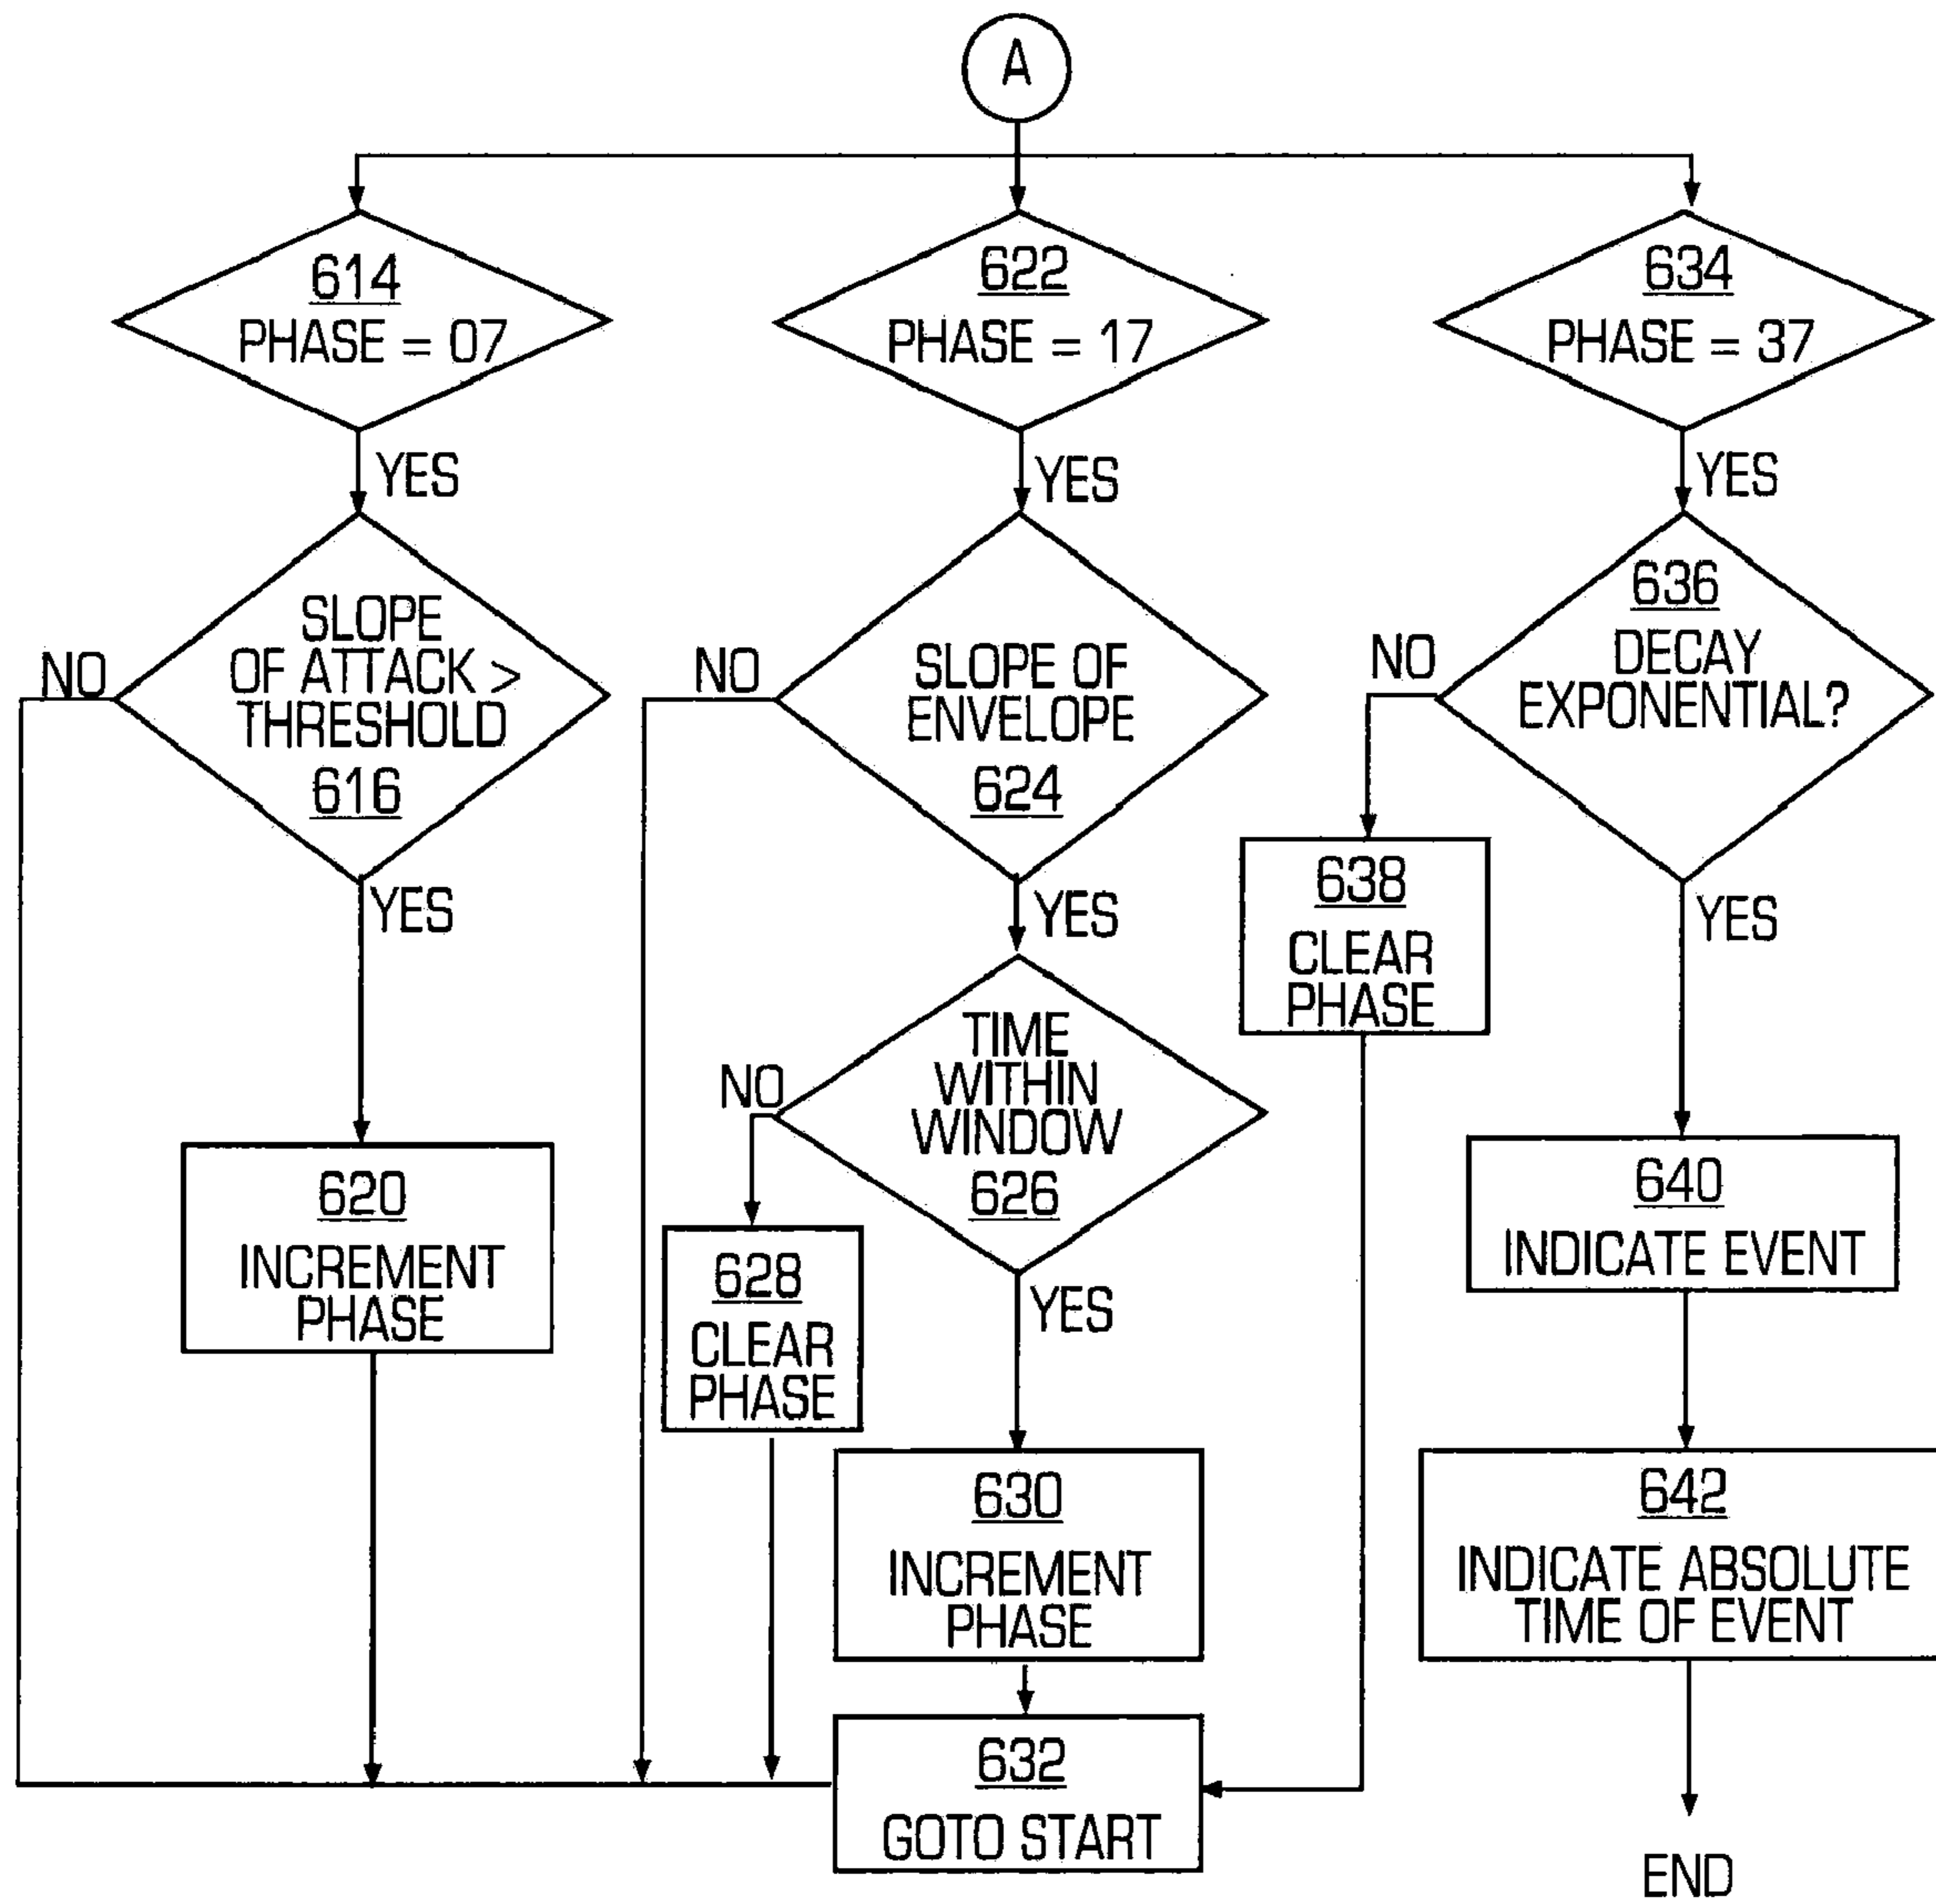 A
614
PHASE = 07
622
PHASE = 17
634
PHASE = 37
YES
YES
YES
SLOPE
OF ATTACK >
THRESHOLD
616
NO
SLOPE OF
ENVELOPE
624
NO
636
DECAY
EXPONENTIAL?
NO
YES
YES
YES
638
CLEAR
PHASE
TIME
WITHIN
WINDOW
626
NO
YES
620
INCREMENT
PHASE
628
CLEAR
PHASE
640
INDICATE EVENT
630
INCREMENT
PHASE
642
INDICATE ABSOLUTE
TIME OF EVENT
632
GOTO START
END